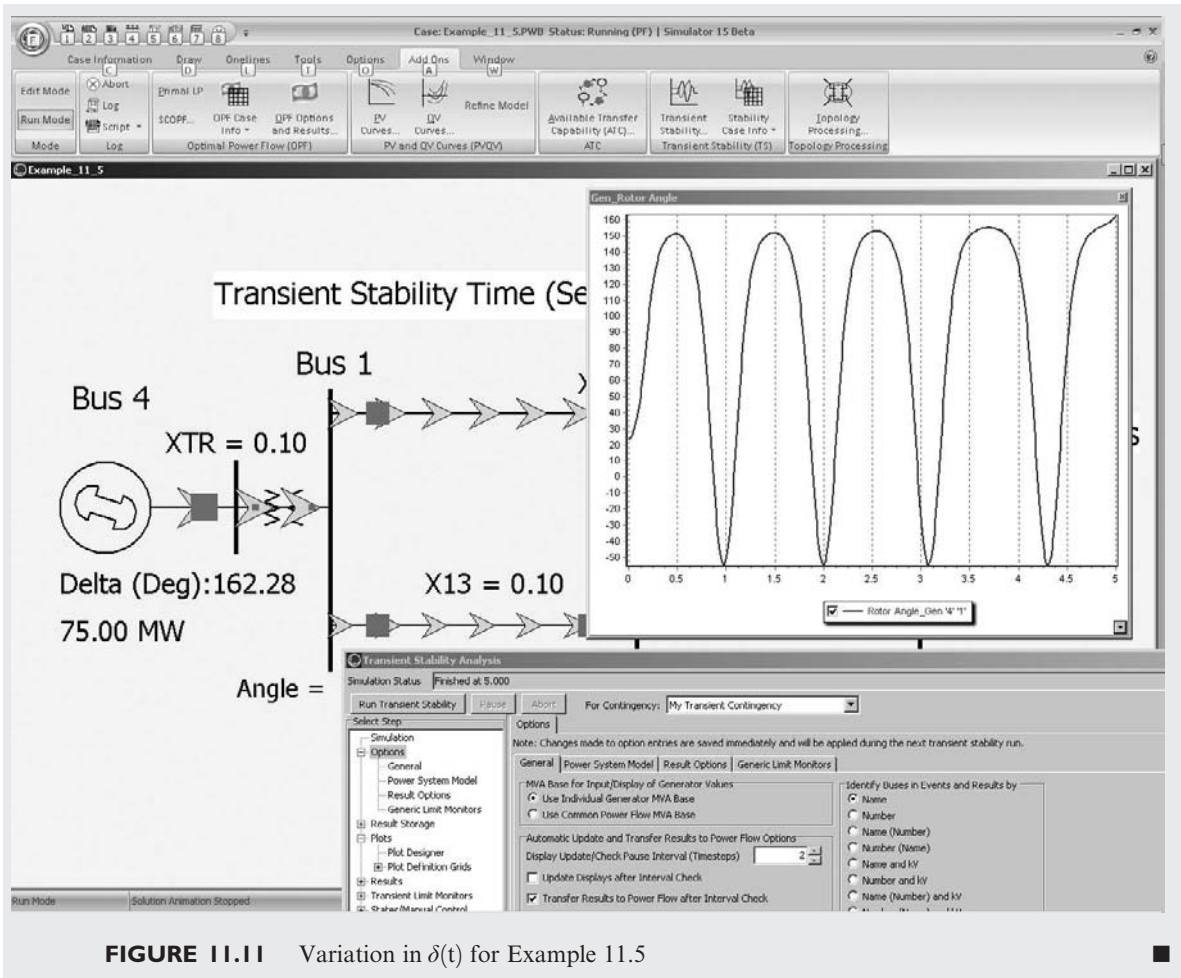 Case: Example_11_5.PWB Status: Running (PF) | Simulator 15 Beta
1 2 3 4 5 6 7 8
Case Information Draw Onelines Tools Options Add Ons Window
C D L T O A W
Edit Mode
Run Mode
Mode
Abort
Log
Script
Log
Primal LP
SCOPF...
OPF Case Info
OPF Options and Results...
Optimal Power Flow (OPF)
PV Curves...
QV Curves...
Refine Model
PV and QV Curves (PVQV)
Available Transfer Capability (ATC)...
ATC
Transient Stability...
Stability Case Info
Transient Stability (TS)
Topology Processing...
Topology Processing
Example_11_5
Transient Stability Time (Se
Bus 1
Bus 4
X
XTR = 0.10
s
Delta (Deg):162.28
75.00 MW
X13 = 0.10
Angle =
Gen_Rotor Angle
160
150
140
130
120
110
100
90
80
70
60
50
40
30
20
10
0
-10
-20
-30
-40
-50
0 0.5 1 1.5 2 2.5 3 3.5 4 4.5 5
Rotor Angle_Gen '4' '1'
Transient Stability Analysis
Simulation Status Finished at 5.000
Run Transient Stability Pause Abort For Contingency: My Transient Contingency
Select Step
Simulation
Options
General
Power System Model
Result Options
Generic Limit Monitors
Result Storage
Plots
Plot Designer
Plot Definition Grids
Results
Transient Limit Monitors
States/Manual Control
Options
Note: Changes made to option entries are saved immediately and will be applied during the next transient stability run.
General Power System Model Result Options Generic Limit Monitors
MVA Base for Input/Display of Generator Values
Use Individual Generator MVA Base
Use Common Power Flow MVA Base
Automatic Update and Transfer Results to Power Flow Options
Display Update/Check Pause Interval (Timesteps) 2
Update Displays after Interval Check
Transfer Results to Power Flow after Interval Check
Identify Buses in Events and Results by
Name
Number
Name (Number)
Number (Name)
Name and kV
Number and kV
Name (Number) and kV
Run Mode Solution Animation Stopped
FIGURE 11.11 Variation in δ(t) for Example 11.5